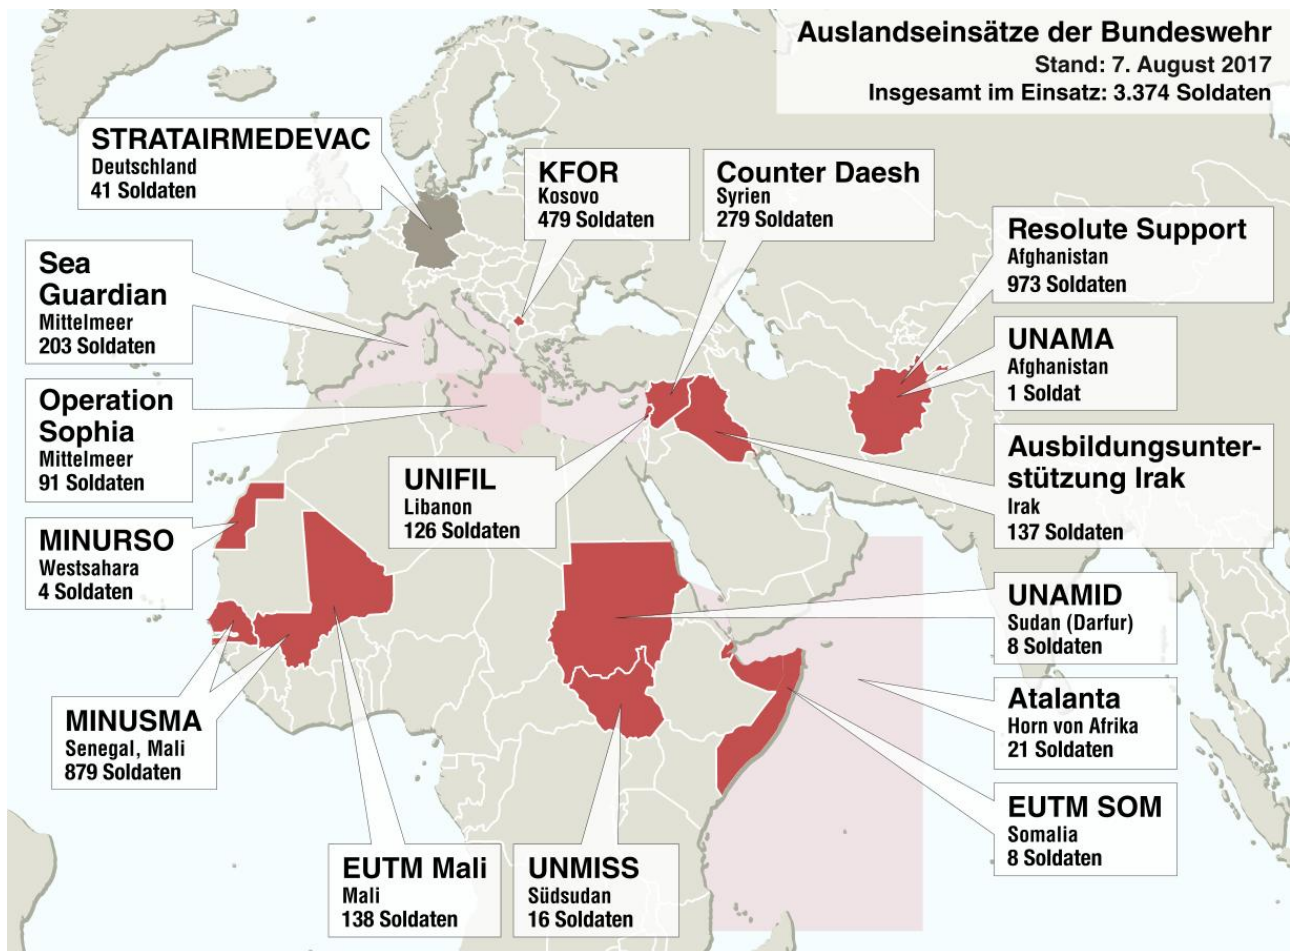 Auslandseinsätze der Bundeswehr
Stand: 7. August 2017
Insgesamt im Einsatz: 3.374 Soldaten
STRATAIRMEDEVAC
Deutschland
41 Soldaten
KFOR
Kosovo
479 Soldaten
Counter Daesh
Syrien
279 Soldaten
Resolute Support
Afghanistan
973 Soldaten
Sea
Guardian
Mittelmeer
203 Soldaten
UNAMA
Afghanistan
1 Soldat
Operation
Sophia
Mittelmeer
91 Soldaten
UNIFIL
Libanon
126 Soldaten
Ausbildungsunter-
stützung Irak
Irak
137 Soldaten
MINURSO
Westsahara
4 Soldaten
UNAMID
Sudan (Darfur)
8 Soldaten
MINUSMA
Senegal, Mali
879 Soldaten
Atalanta
Horn von Afrika
21 Soldaten
EUTM SOM
Somalia
8 Soldaten
EUTM Mali
Mali
138 Soldaten
UNMISS
Südsudan
16 Soldaten